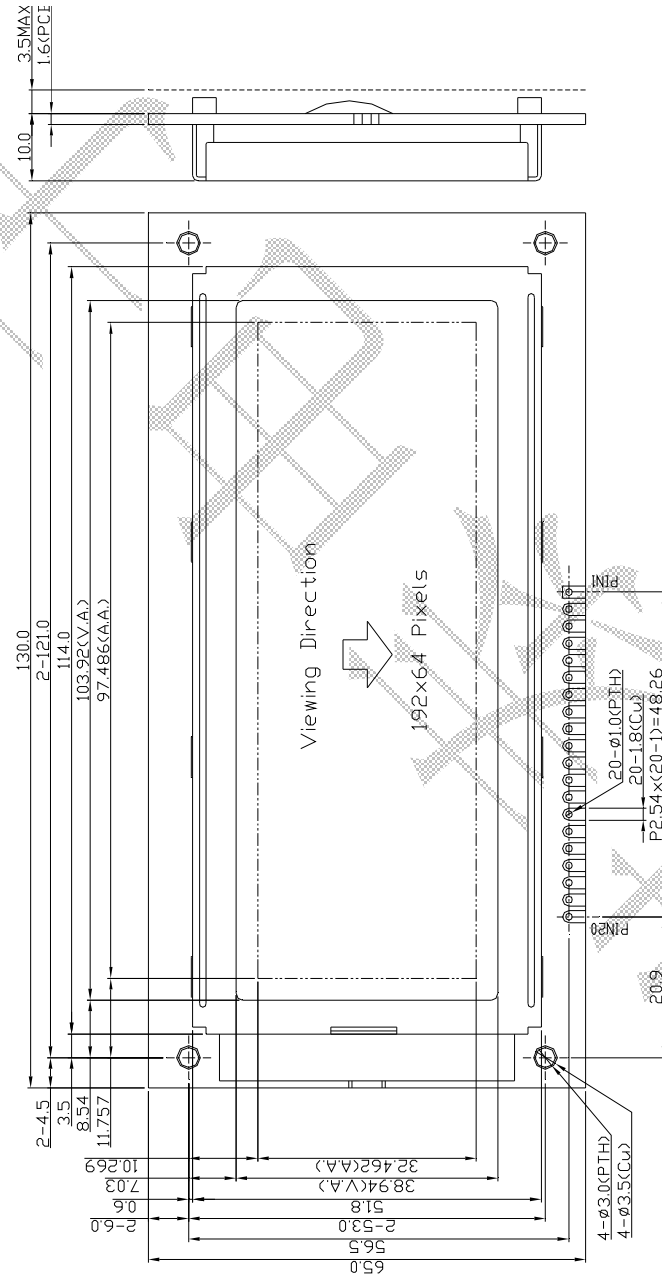 3.5MAX
1.6(PCB
10.0
130.0
2-121.0
114.0
103.92(V.A.)
97.486(A.A.)
Viewing Direction
192x64 Pixels
PIN1
20-ø1.0(PTH)
20-1.8(Cu)
P2.54x(20-1)=48.26
PIN20
20.9
2-4.5
3.5
8.54
11.757
10.269
7.03
0.6
2-6.0
32.462(A.A.)
38.94(V.A.)
51.8
2-53.0
56.5
65.0
4-ø3.0(PTH)
4-ø3.5(Cu)